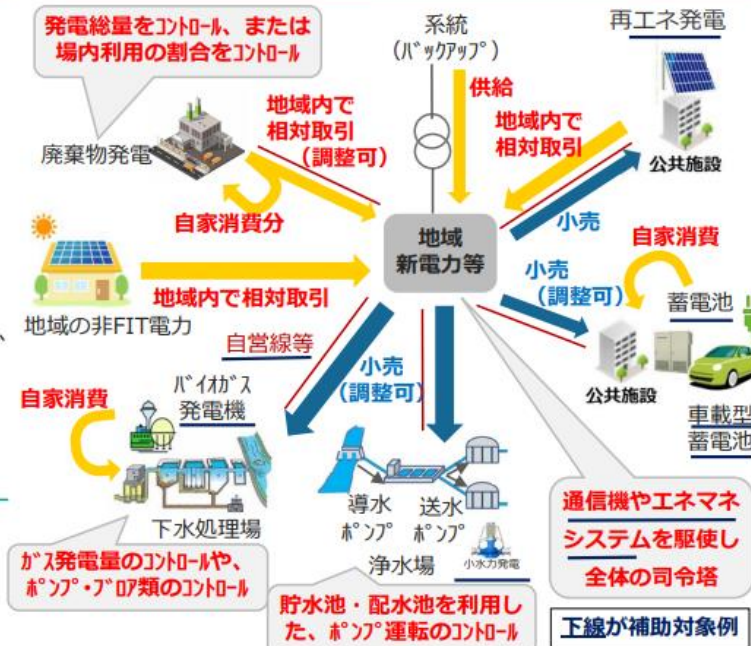 発電総量をｺﾝﾄﾛｰﾙ、または
場内利用の割合をｺﾝﾄﾛｰﾙ
系統
(ﾊﾞｯｸｱｯﾌﾟ)
再エネ発電
供給
地域内で
相対取引
（調整可）
地域内で
相対取引
廃棄物発電
公共施設
自家消費分
地域
新電力等
小売
自家消費
小売
（調整可）
蓄電池
地域内で相対取引
地域の非FIT電力
、
自営線等
小売
（調整可）
公共施設
車載型
蓄電池
自家消費
ﾊﾞｲｵｶﾞｽ
発電機
導水
ﾎﾟﾝﾌﾟ
送水
ﾎﾟﾝﾌﾟ
下水処理場
浄水場
小水力発電
通信機やエネマネ
システムを駆使し
全体の司令塔
ｶﾞｽ発電量のｺﾝﾄﾛｰﾙや、
ﾎﾟﾝﾌﾟ・ﾌﾞﾛｱ類のｺﾝﾄﾛｰﾙ
貯水池・配水池を利用し
た、ﾎﾟﾝﾌﾟ運転のｺﾝﾄﾛｰﾙ
下線が補助対象例